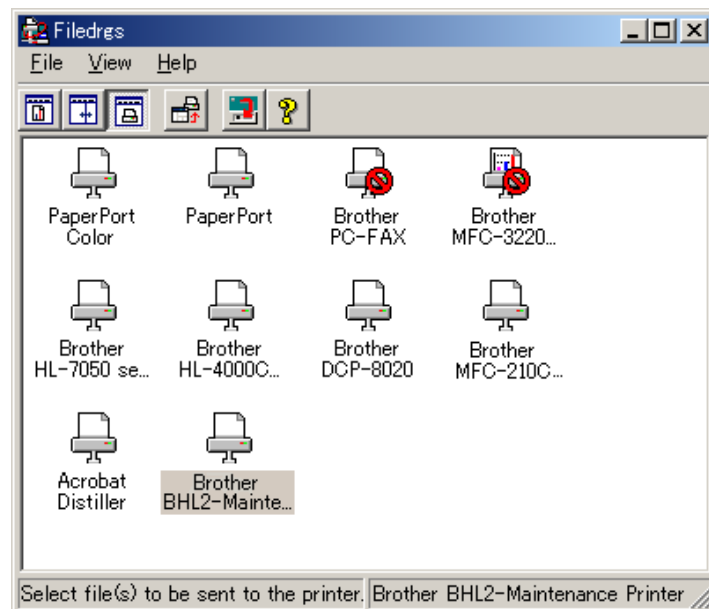 Filedrgs
File View Help
PaperPort
Color
PaperPort
Brother
PC-FAX
Brother
MFC-3220...
Brother
HL-7050 se...
Brother
HL-4000C...
Brother
DCP-8020
Brother
MFC-210C...
Acrobat
Distiller
Brother
BHL2-Mainte...
Select file(s) to be sent to the printer. Brother BHL2-Maintenance Printer